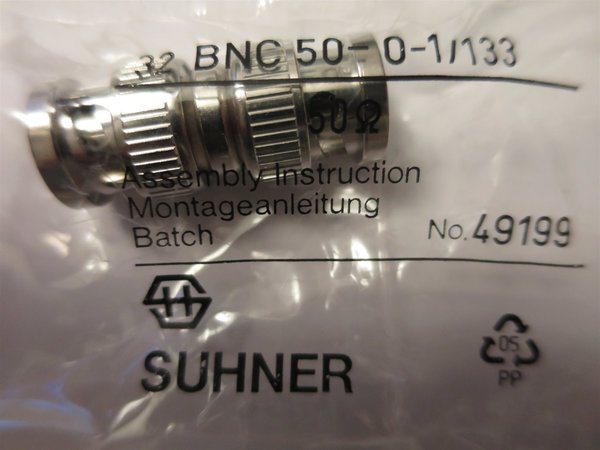 32 BNC 50-0-1/133
50Ω
Assembly Instruction
Montageanleitung
Batch No. 49199
SUHNER
05
PP